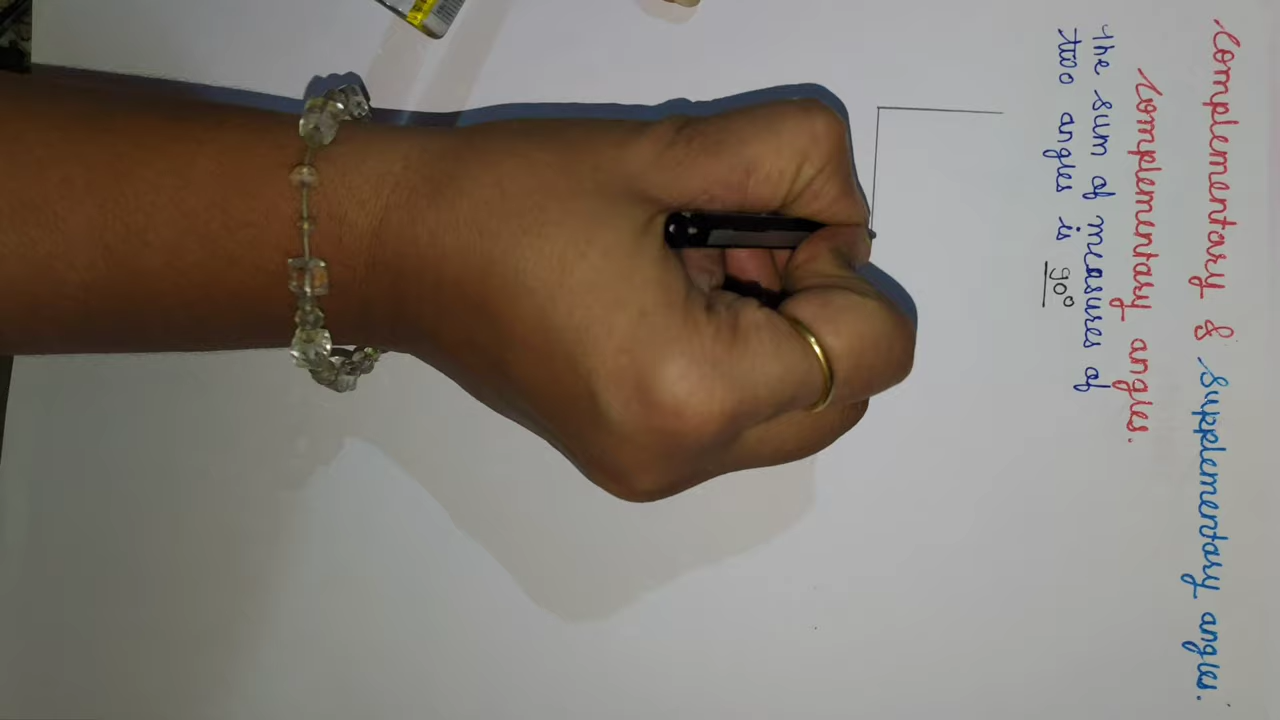 Complementary & Supplementary angles.
Complementary angles.
The sum of measures of
two angles is 90°